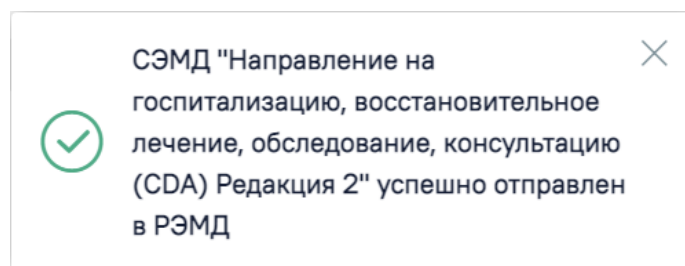 СЭМД "Направление на
госпитализацию, восстановительное
лечение, обследование, консультацию
(CDA) Редакция 2" успешно отправлен
в РЭМД